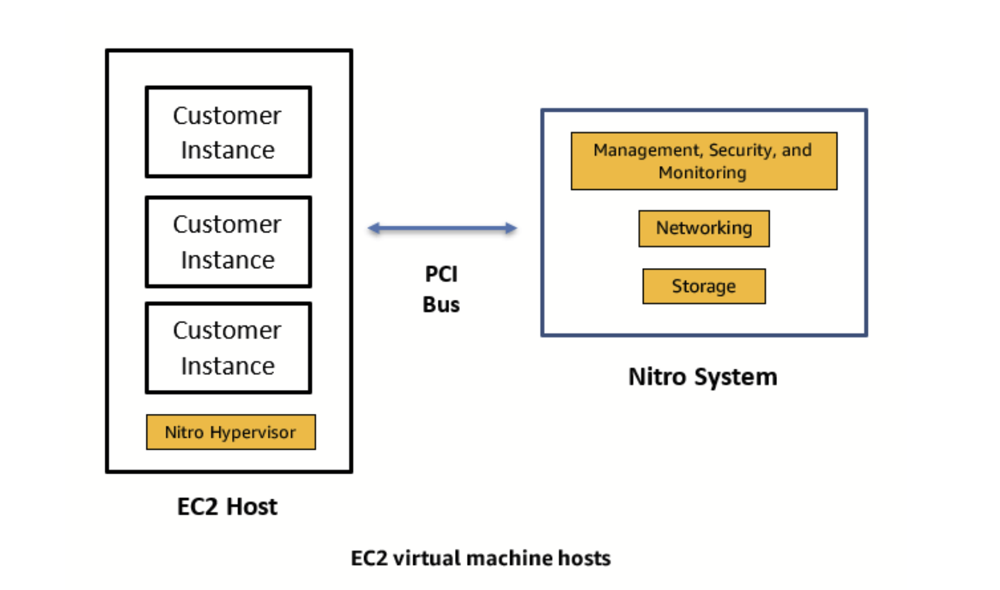 Customer
Instance
Customer
Instance
Customer
Instance
Nitro Hypervisor
EC2 Host
PCI
Bus
Management, Security, and
Monitoring
Networking
Storage
Nitro System
EC2 virtual machine hosts